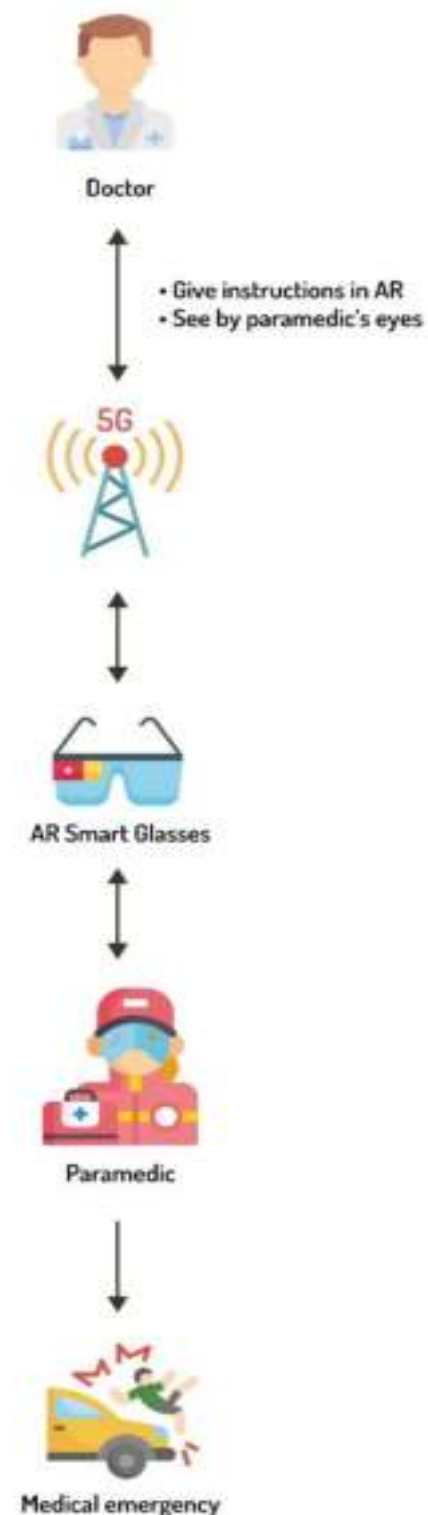 Doctor
• Give instructions in AR
• See by paramedic's eyes
5G
AR Smart Glasses
Paramedic
Medical emergency